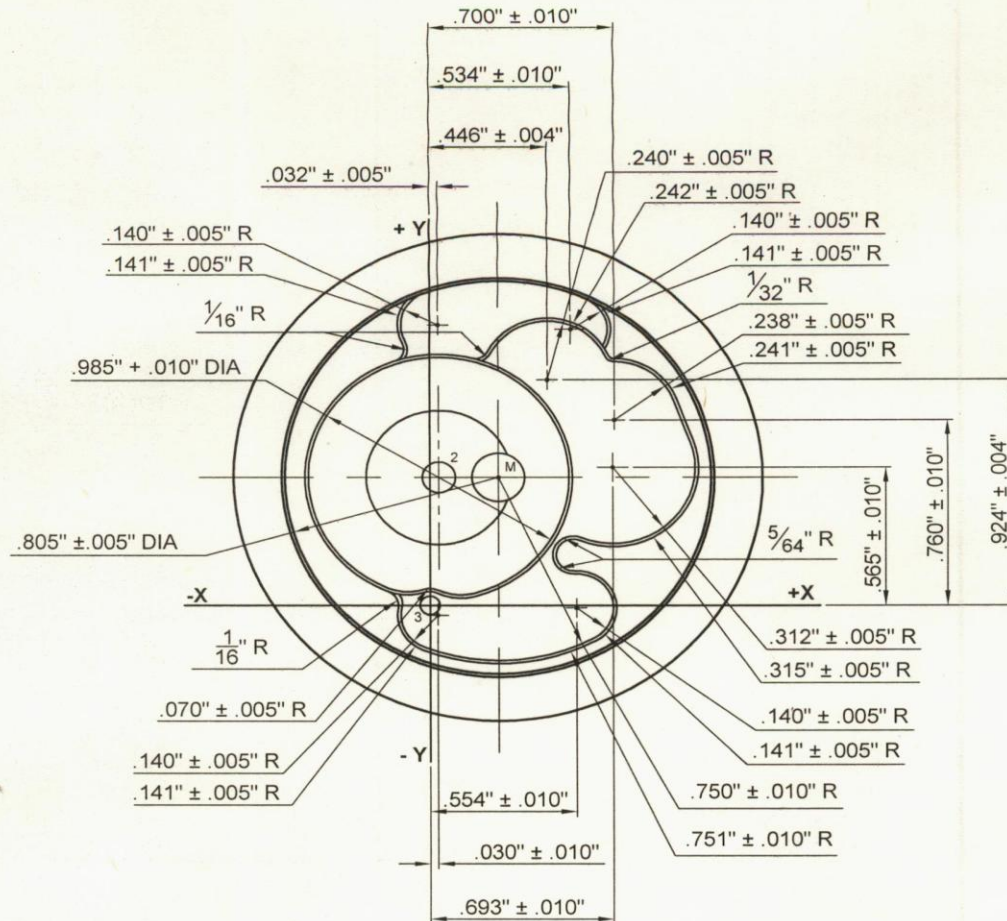 .700" ± .010"
.534" ± .010"
.446" ± .004"
.032" ± .005"
.240" ± .005" R
.242" ± .005" R
.140" ± .005" R
.141" ± .005" R
1/32" R
.238" ± .005" R
.241" ± .005" R
+ Y
.140" ± .005" R
.141" ± .005" R
1/16" R
.985" + .010" DIA
2
M
.805" ±.005" DIA
5/64" R
.565" ± .010"
.760" ± .010"
.924" ± .004"
-X
+X
3
1/16" R
.070" ± .005" R
.140" ± .005" R
.141" ± .005" R
- Y
.312" ± .005" R
.315" ± .005" R
.140" ± .005" R
.141" ± .005" R
.750" ± .010" R
.751" ± .010" R
.554" ± .010"
.030" ± .010"
.693" ± .010"